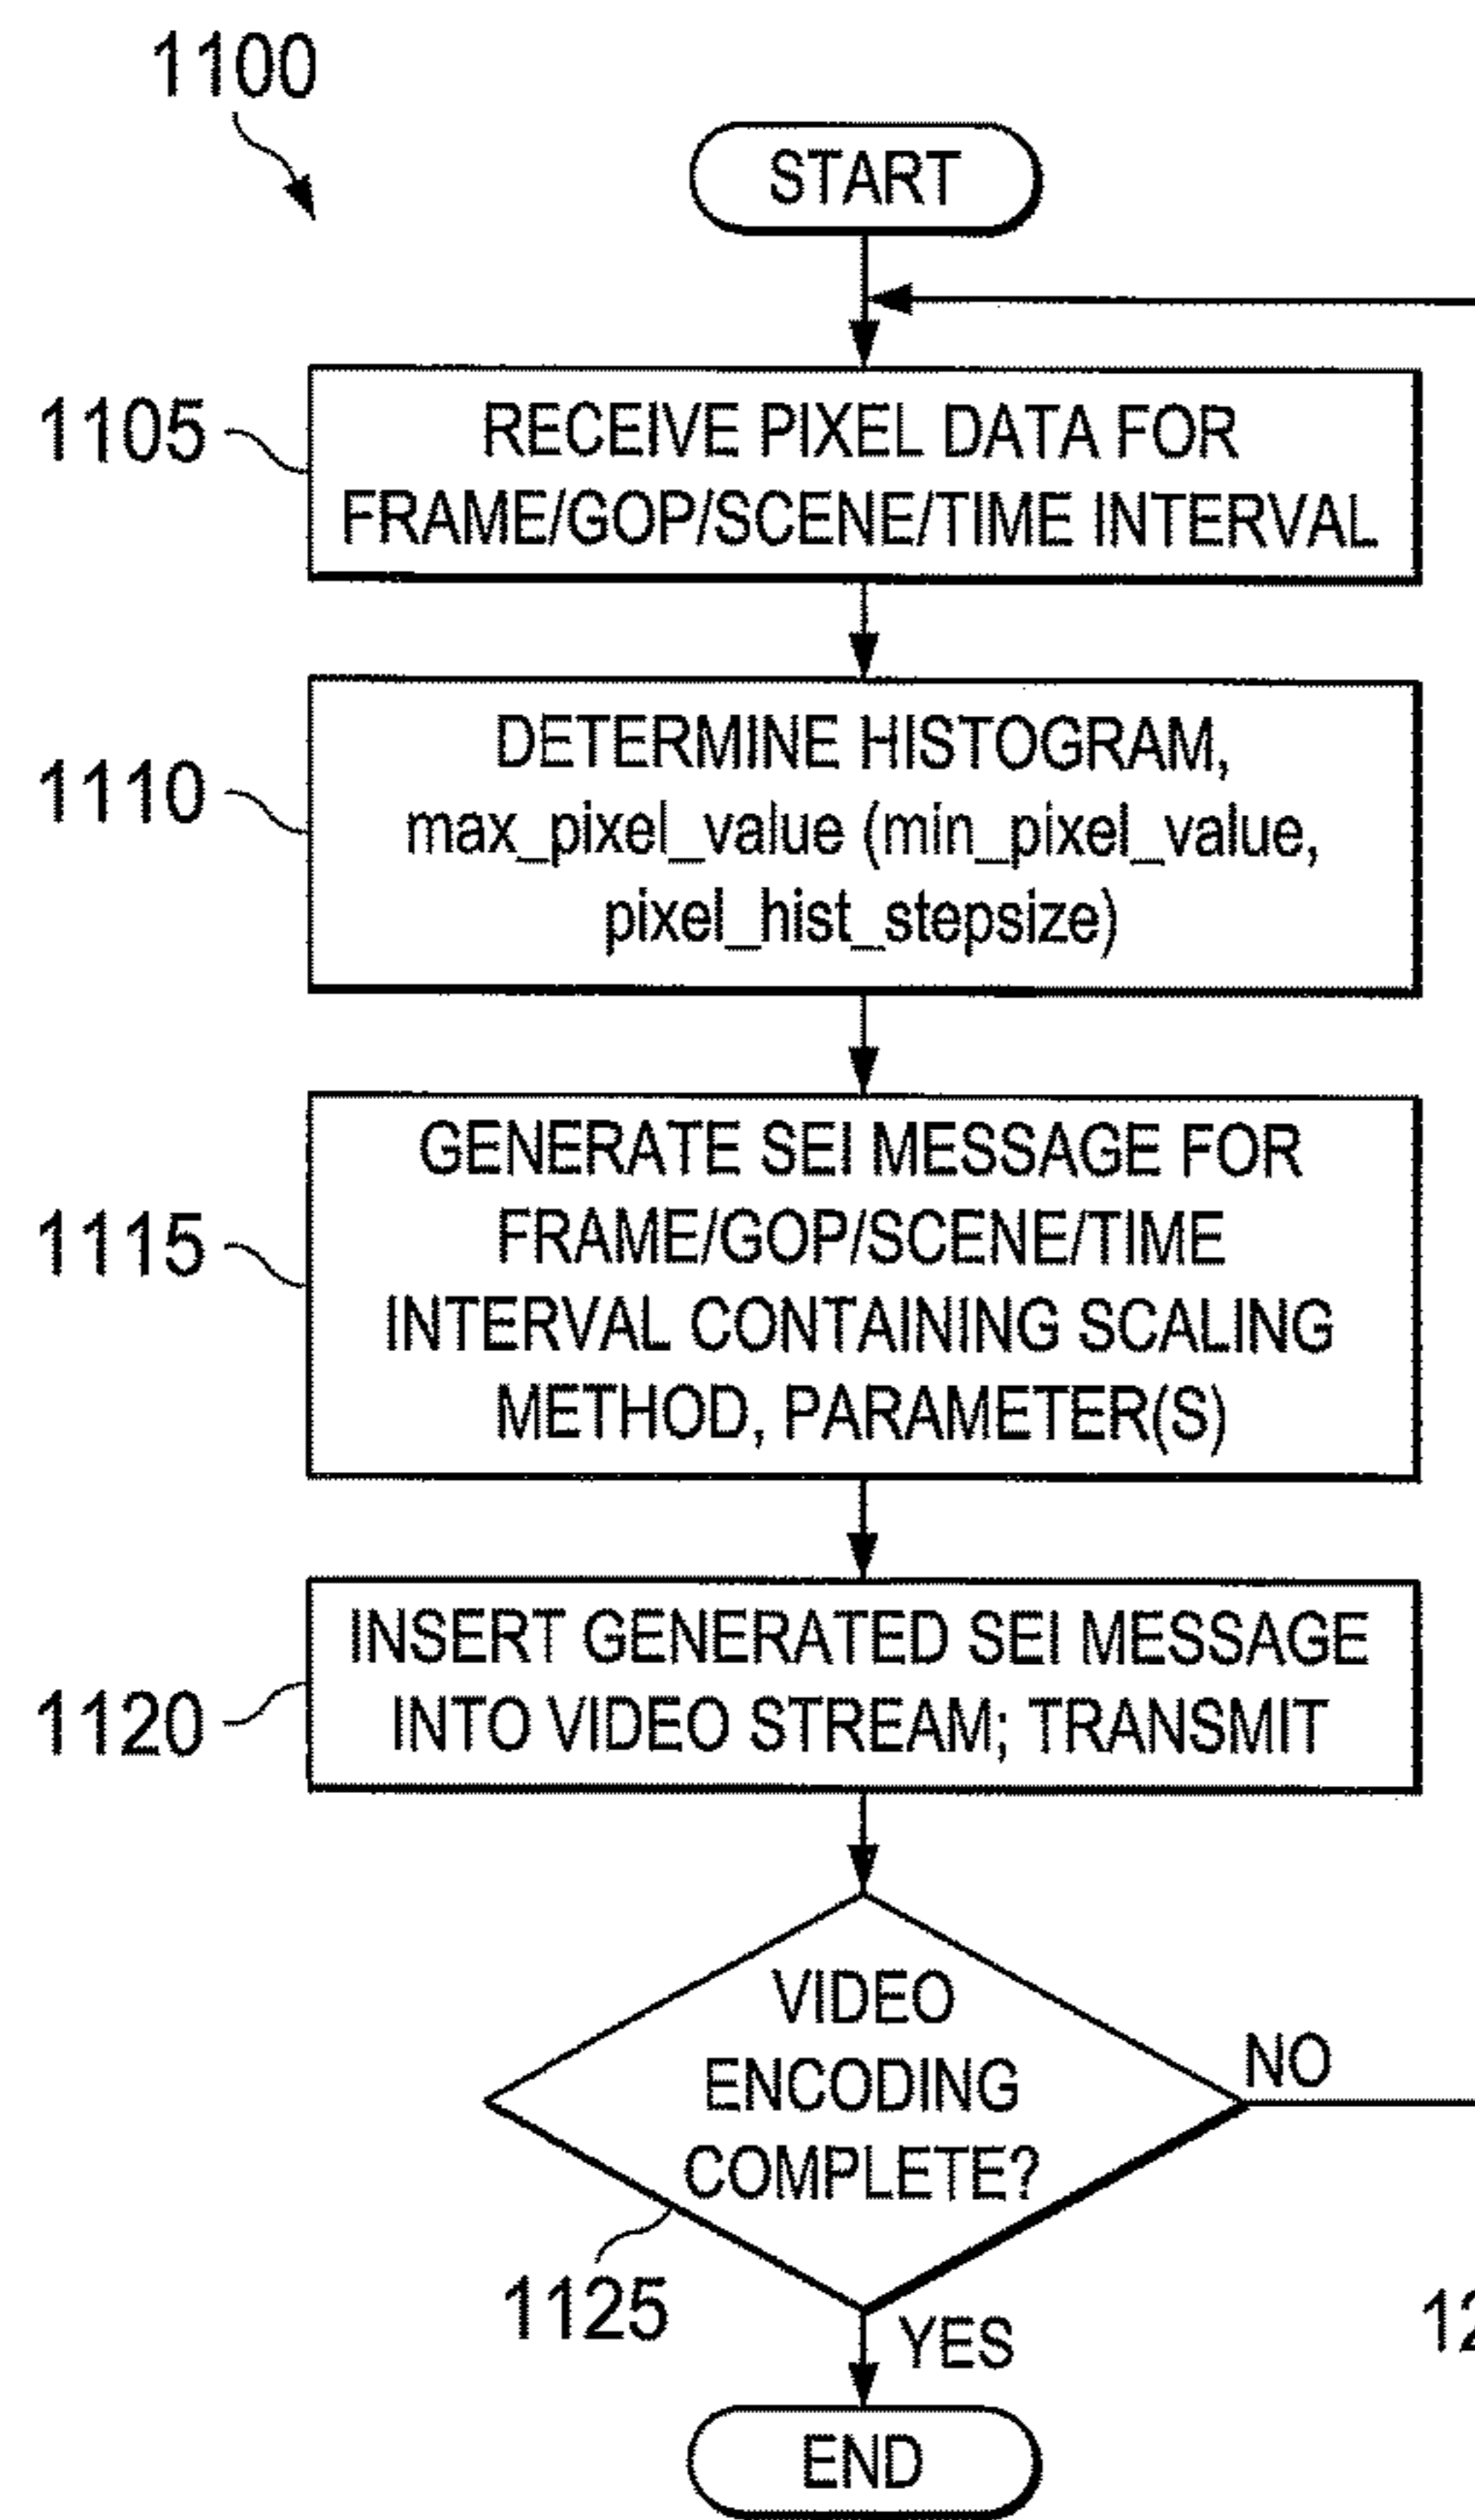 1100
START
1105
RECEIVE PIXEL DATA FOR
FRAME/GOP/SCENE/TIME INTERVAL
1110
DETERMINE HISTOGRAM,
max_pixel_value (min_pixel_value,
pixel_hist_stepsize)
1115
GENERATE SEI MESSAGE FOR
FRAME/GOP/SCENE/TIME
INTERVAL CONTAINING SCALING
METHOD, PARAMETER(S)
1120
INSERT GENERATED SEI MESSAGE
INTO VIDEO STREAM; TRANSMIT
VIDEO
ENCODING
COMPLETE?
NO
1125
YES
END